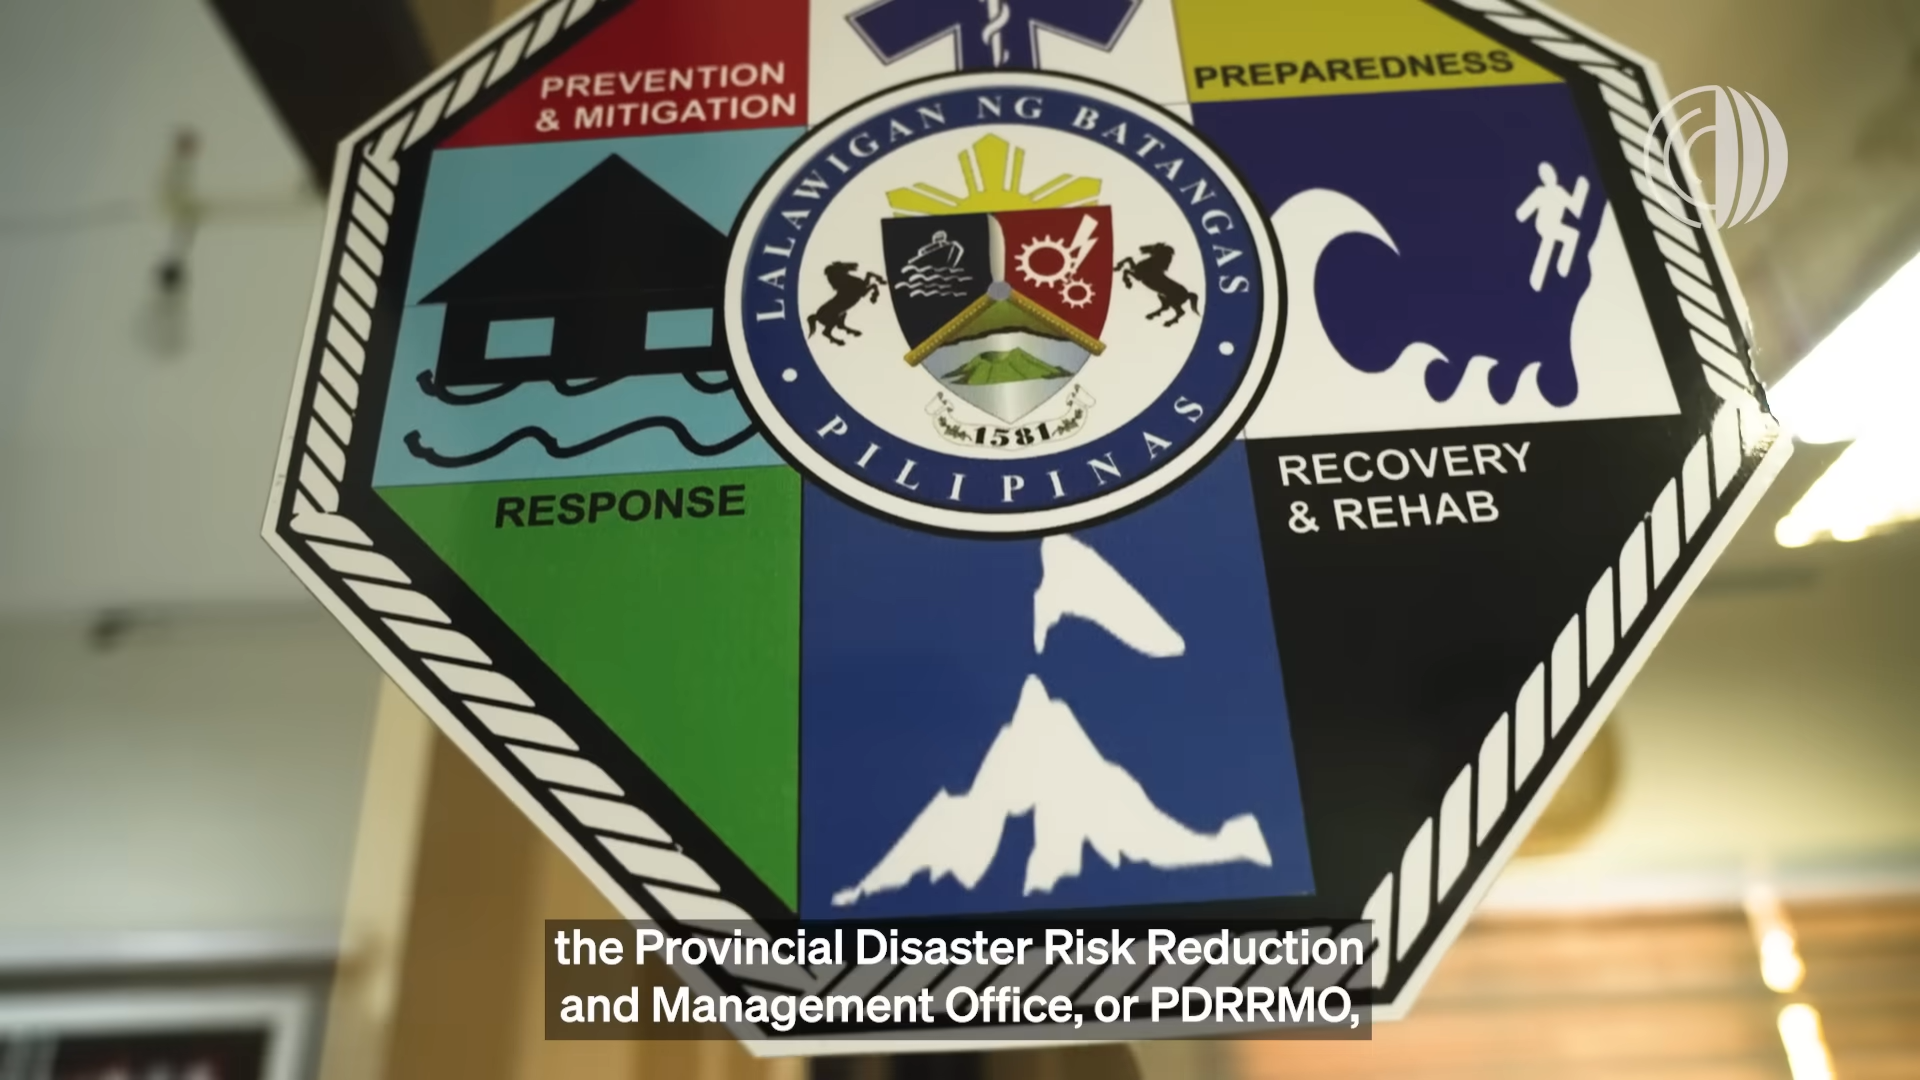 PREVENTION
& MITIGATION
PREPAREDNESS
LALAWIGAN NG BATANGAS
PILIPINAS
1581
RESPONSE
RECOVERY
& REHAB
the Provincial Disaster Risk Reduction
and Management Office, or PDRRMO,